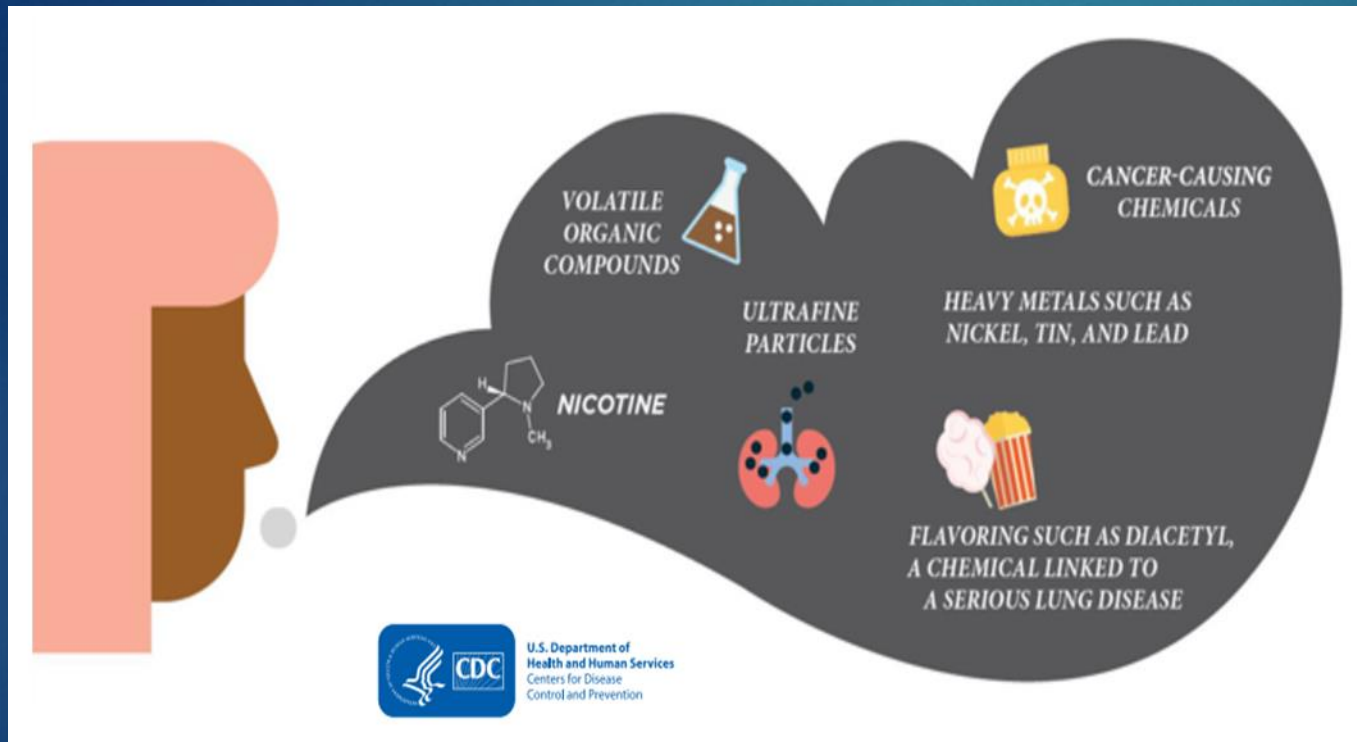 VOLATILE
ORGANIC
COMPOUNDS
CANCER-CAUSING
CHEMICALS
ULTRAFINE
PARTICLES
HEAVY METALS SUCH AS
NICKEL, TIN, AND LEAD
H
N
CH3
N
NICOTINE
FLAVORING SUCH AS DIACETYL,
A CHEMICAL LINKED TO
A SERIOUS LUNG DISEASE
CDC
U.S. Department of
Health and Human Services
Centers for Disease
Control and Prevention